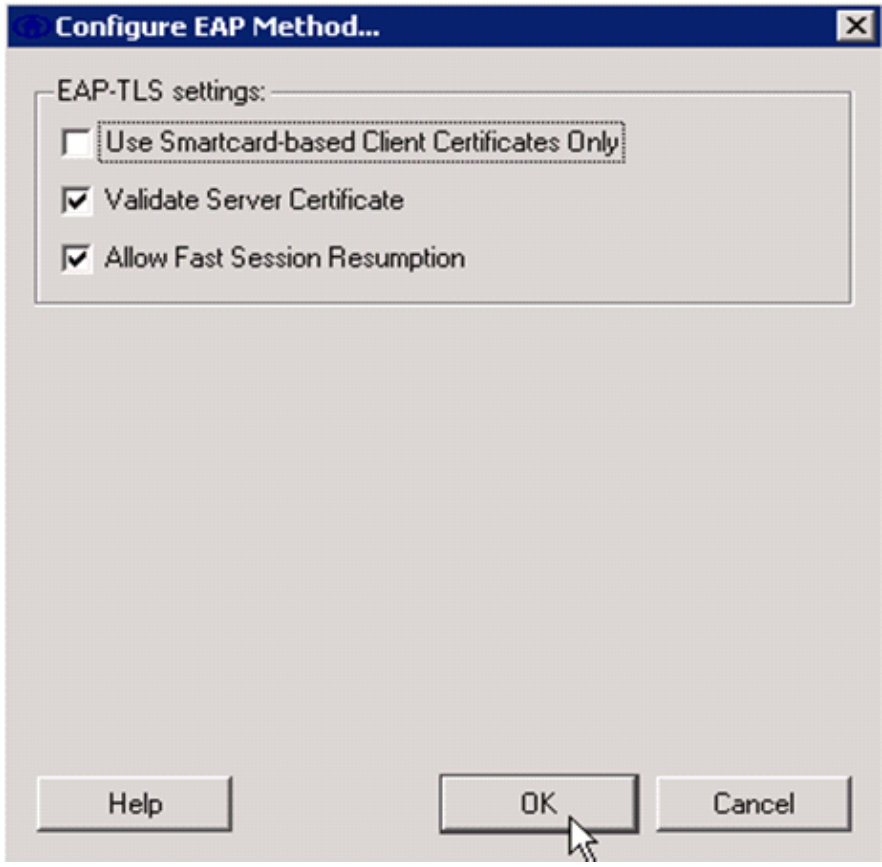 Configure EAP Method...
EAP-TLS settings:
Use Smartcard-based Client Certificates Only
Validate Server Certificate
Allow Fast Session Resumption
Help OK Cancel